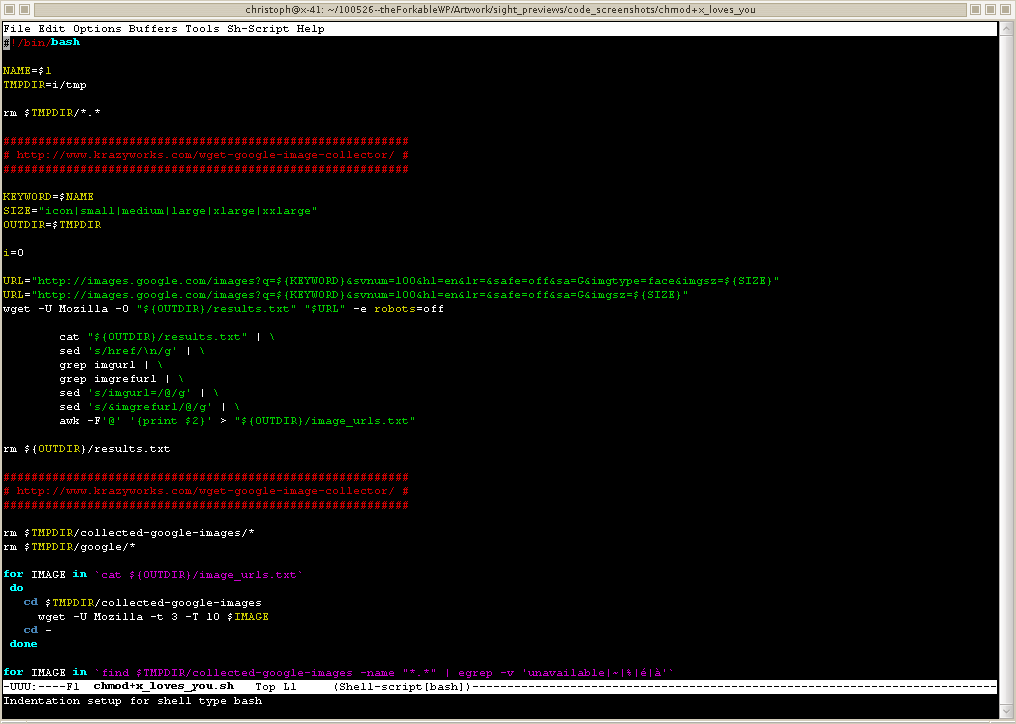 christoph@x-41: ~/100526--theForkableWP/Artwork/sight_previews/code_screenshots/chmod+x_loves_you
File Edit Options Buffers Tools Sh-Script Help
#!/bin/bash
NAME=$1
TMPDIR=i/tmp
rm $TMPDIR/*.*
##########################################################
# http://www.krazyworks.com/wget-google-image-collector/ #
##########################################################
KEYWORD=$NAME
SIZE="icon|small|medium|large|xlarge|xxlarge"
OUTDIR=$TMPDIR
i=0
URL="http://images.google.com/images?q=${KEYWORD}&svnum=100&hl=en&lr=&safe=off&sa=G&imgtype=face&imgsz=${SIZE}"
URL="http://images.google.com/images?q=${KEYWORD}&svnum=100&hl=en&lr=&safe=off&sa=G&imgsz=${SIZE}"
wget -U Mozilla -O "${OUTDIR}/results.txt" "$URL" -e robots=off
cat "${OUTDIR}/results.txt" | \
sed 's/href/\n/g' | \
grep imgurl | \
grep imgrefurl | \
sed 's/imgurl=/@/g' | \
sed 's/&imgrefurl/@/g' | \
awk -F'@' '{print $2}' > "${OUTDIR}/image_urls.txt"
rm ${OUTDIR}/results.txt
##########################################################
# http://www.krazyworks.com/wget-google-image-collector/ #
##########################################################
rm $TMPDIR/collected-google-images/*
rm $TMPDIR/google/*
for IMAGE in `cat ${OUTDIR}/image_urls.txt`
do
cd $TMPDIR/collected-google-images
wget -U Mozilla -t 3 -T 10 $IMAGE
cd -
done
for IMAGE in `find $TMPDIR/collected-google-images -name "*.*" | egrep -v 'unavailable|~|%|é|à'`
-UUU:----F1  chmod+x_loves_you.sh   Top L1     (Shell-script[bash])---------------------------------------------------------------------------
Indentation setup for shell type bash